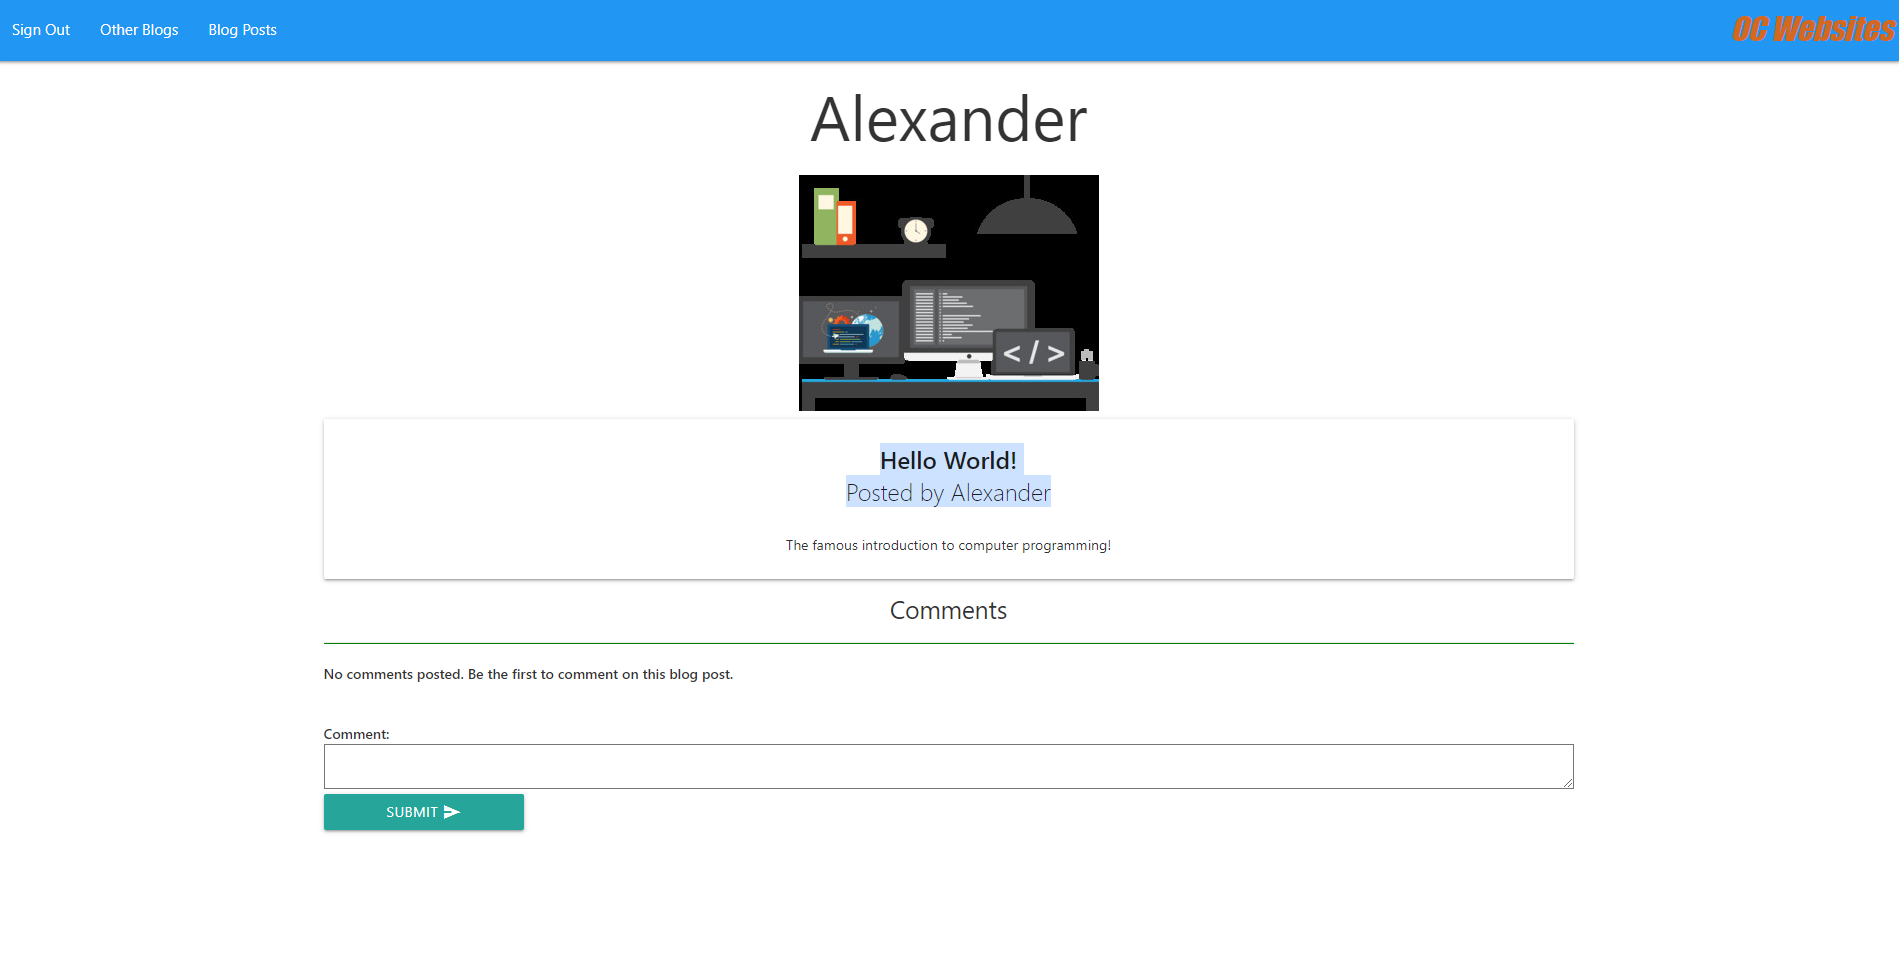 Sign Out Other Blogs Blog Posts OC Websites
Alexander
</>
Hello World!
Posted by Alexander
The famous introduction to computer programming!
Comments
No comments posted. Be the first to comment on this blog post.
Comment:
SUBMIT